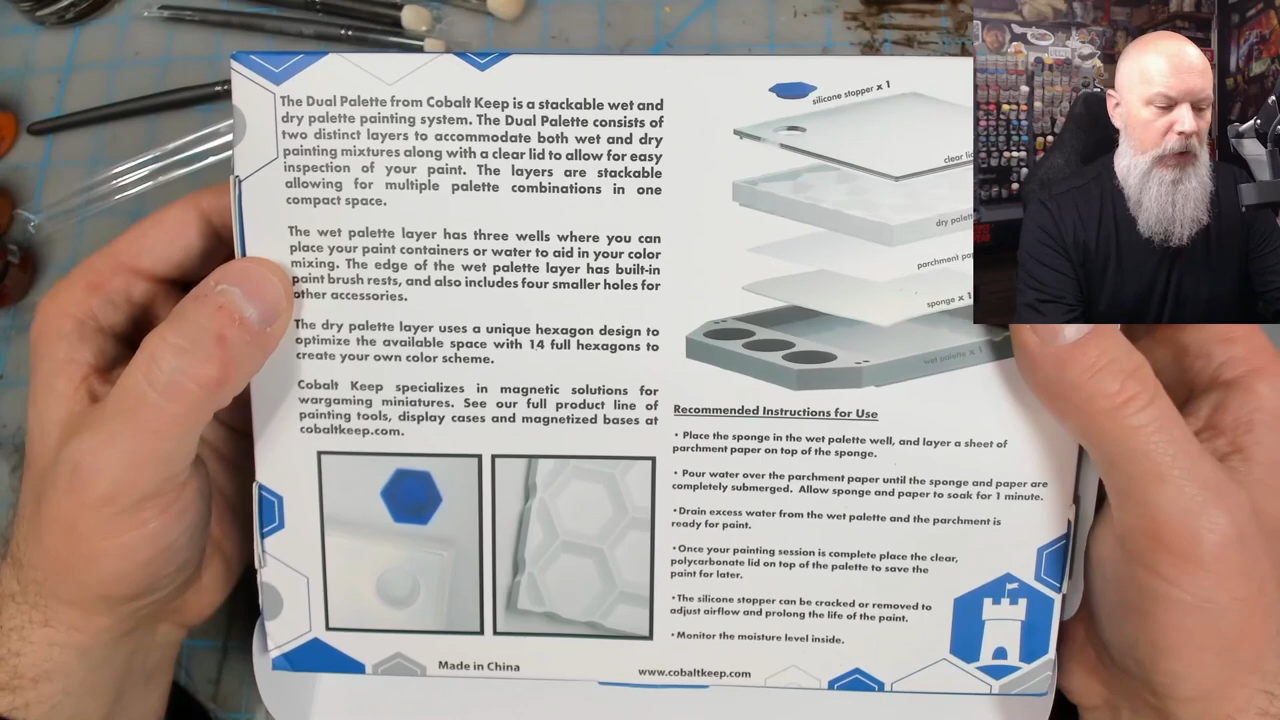 The Dual Palette from Cobalt Keep is a stackable wet and
dry palette painting system. The Dual Palette consists of
two distinct layers to accommodate both wet and dry
painting mixtures along with a clear lid to allow for easy
inspection of your paint. The layers are stackable
allowing for multiple palette combinations in one
compact space.
The wet palette layer has three wells where you can
place your paint containers or water to aid in your color
mixing. The edge of the wet palette layer has built-in
paint brush rests, and also includes four smaller holes for
other accessories.
The dry palette layer uses a unique hexagon design to
optimize the available space with 14 full hexagons to
create your own color scheme.
Cobalt Keep specializes in magnetic solutions for
wargaming miniatures. See our full product line of
painting tools, display cases and magnetized bases at
cobaltkeep.com.
Made in China
silicone stopper x 1
clear
dry palett
parchment pap
sponge x 1
wet palette x 1
Recommended Instructions for Use
• Place the sponge in the wet palette well, and layer a sheet of
parchment paper on top of the sponge.
• Pour water over the parchment paper until the sponge and paper are
completely submerged. Allow sponge and paper to soak for 1 minute.
• Drain excess water from the wet palette and the parchment is
ready for paint.
• Once your painting session is complete place the clear,
polycarbonate lid on top of the palette to save the
paint for later.
• The silicone stopper can be cracked or removed to
adjust airflow and prolong the life of the paint.
• Monitor the moisture level inside.
www.cobaltkeep.com